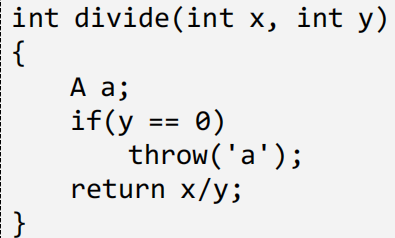 int divide(int x, int y)
{
    A a;
    if(y == 0)
        throw('a');
    return x/y;
}